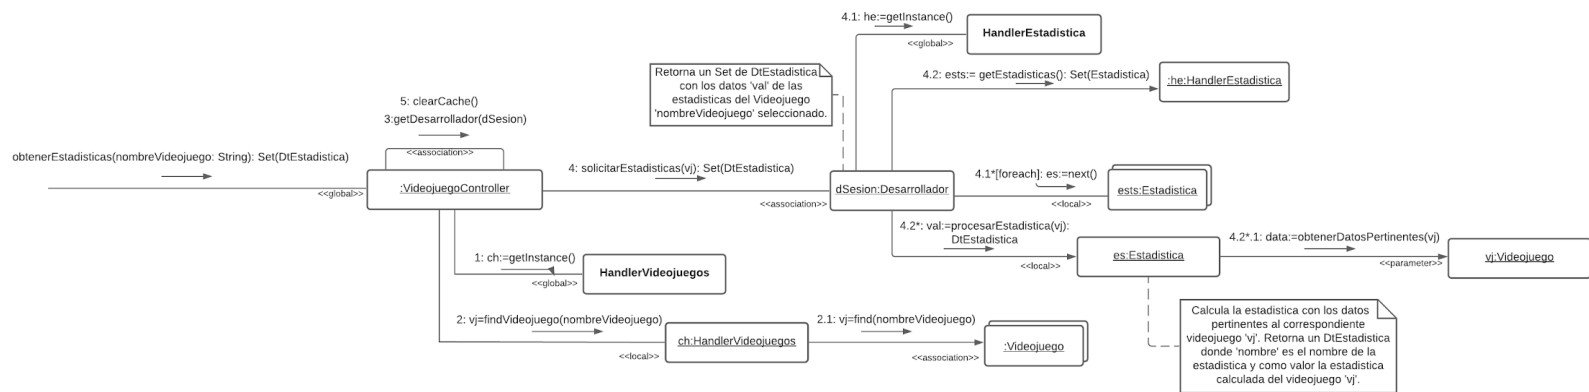 4.1: he:=getInstance()
<<global>>
HandlerEstadistica
Retorna un Set de DtEstadistica
con los datos 'val' de las
estadisticas del Videojuego
'nombreVideojuego' seleccionado.
4.2: ests:= getEstadisticas(): Set(Estadistica)
:he:HandlerEstadistica
5: clearCache()
3:getDesarrollador(dSesion)
<<association>>
obtenerEstadisticas(nombreVideojuego: String): Set(DtEstadistica)
<<global>>
:VideojuegoController
4: solicitarEstadisticas(vj): Set(DtEstadistica)
<<association>>
dSesion:Desarrollador
4.1*[foreach]: es:=next()
<<local>>
ests:Estadistica
4.2*: val:=procesarEstadistica(vj):
DtEstadistica
<<local>>
es:Estadistica
4.2*.1: data:=obtenerDatosPertinentes(vj)
<<parameter>>
vj:Videojuego
1: ch:=getInstance()
<<global>>
HandlerVideojuegos
2: vj=findVideojuego(nombreVideojuego)
<<local>>
ch:HandlerVideojuegos
2.1: vj=find(nombreVideojuego)
<<association>>
:Videojuego
Calcula la estadistica con los datos
pertinentes al correspondiente
videojuego 'vj'. Retorna un DtEstadistica
donde 'nombre' es el nombre de la
estadistica y como valor la estadistica
calculada del videojuego 'vj'.